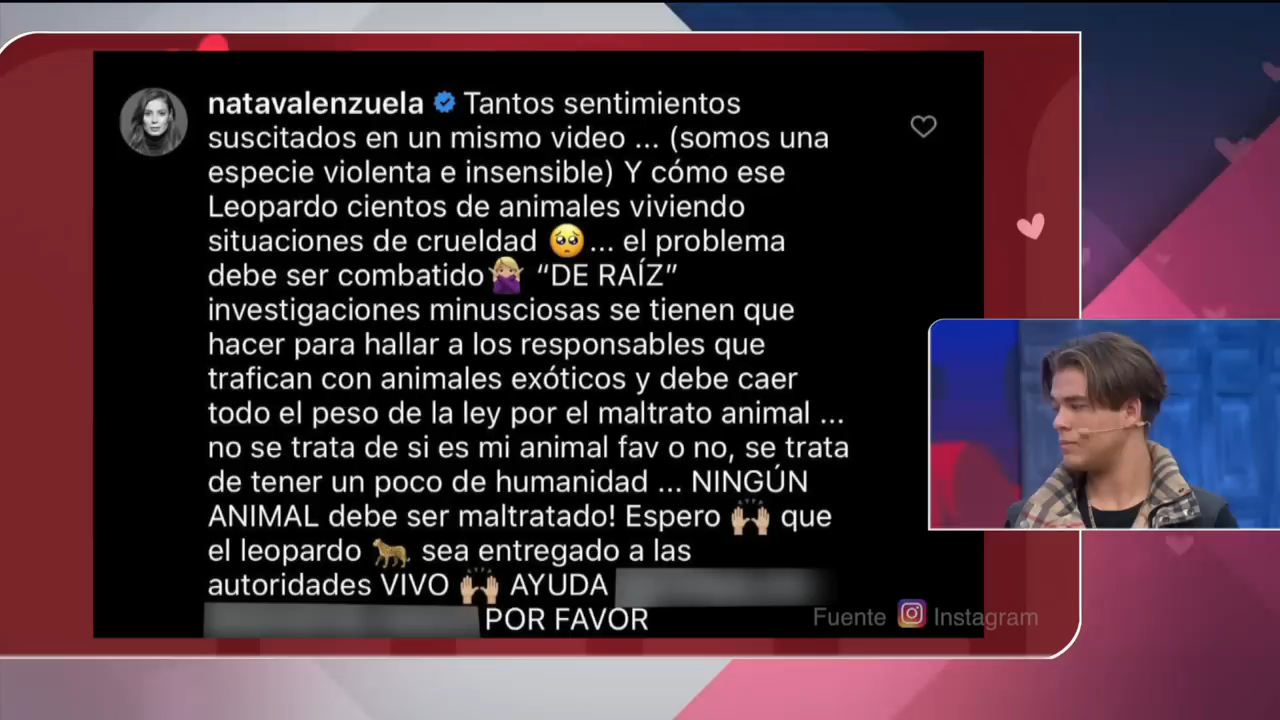 natavalenzuela Tantos sentimientos
suscitados en un mismo video ... (somos una
especie violenta e insensible) Y cómo ese
Leopardo cientos de animales viviendo
situaciones de crueldad 🥺... el problema
debe ser combatido🙅🏼‍♀️ “DE RAÍZ”
investigaciones minusciosas se tienen que
hacer para hallar a los responsables que
trafican con animales exóticos y debe caer
todo el peso de la ley por el maltrato animal ...
no se trata de si es mi animal fav o no, se trata
de tener un poco de humanidad ... NINGÚN
ANIMAL debe ser maltratado! Espero 🙌🏼 que
el leopardo 🐆 sea entregado a las
autoridades VIVO 🙌🏼 AYUDA
POR FAVOR
Fuente Instagram